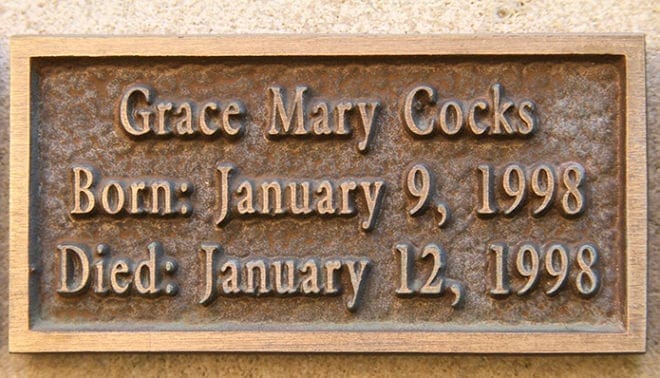 Grace Mary Cocks
Born: January 9, 1998
Died: January 12, 1998